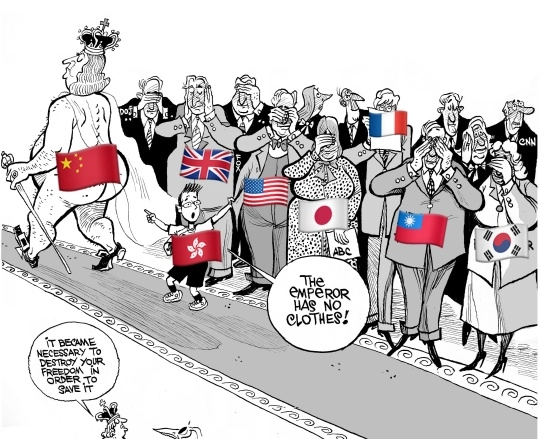 CNN
ABC
THE
EMPEROR
HAS NO
CLOTHES!
IT BECAME
NECESSARY TO
DESTROY YOUR
FREEDOM IN
ORDER TO
SAVE IT